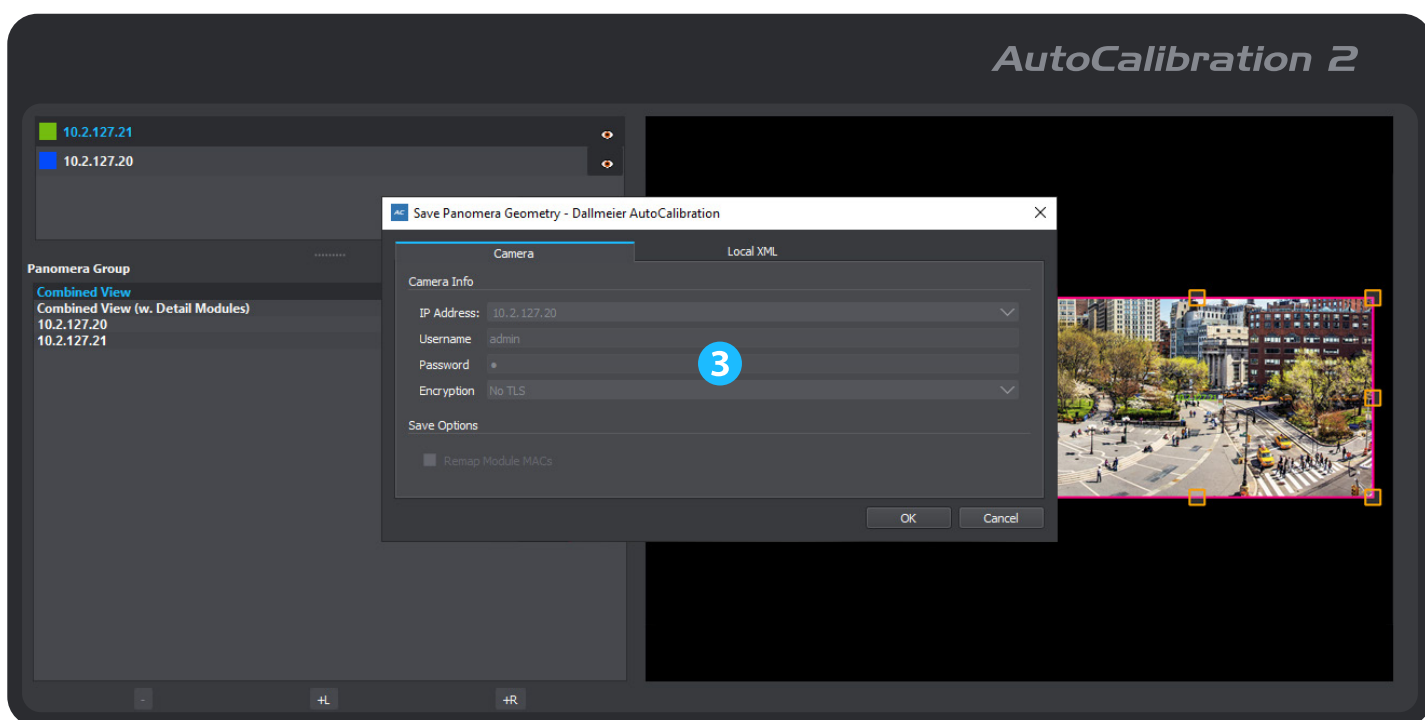 AutoCalibration 2
10.2.127.21
10.2.127.20
AC Save Panomera Geometry - Dallmeier AutoCalibration
Camera
Local XML
Panomera Group
Camera Info
Combined View
Combined View (w. Detail Modules)
10.2.127.20
10.2.127.21
IP Address: 10.2.127.20
Username admin
Password
3
Encryption No TLS
Save Options
Remap Module MACs
OK Cancel
- +L +R